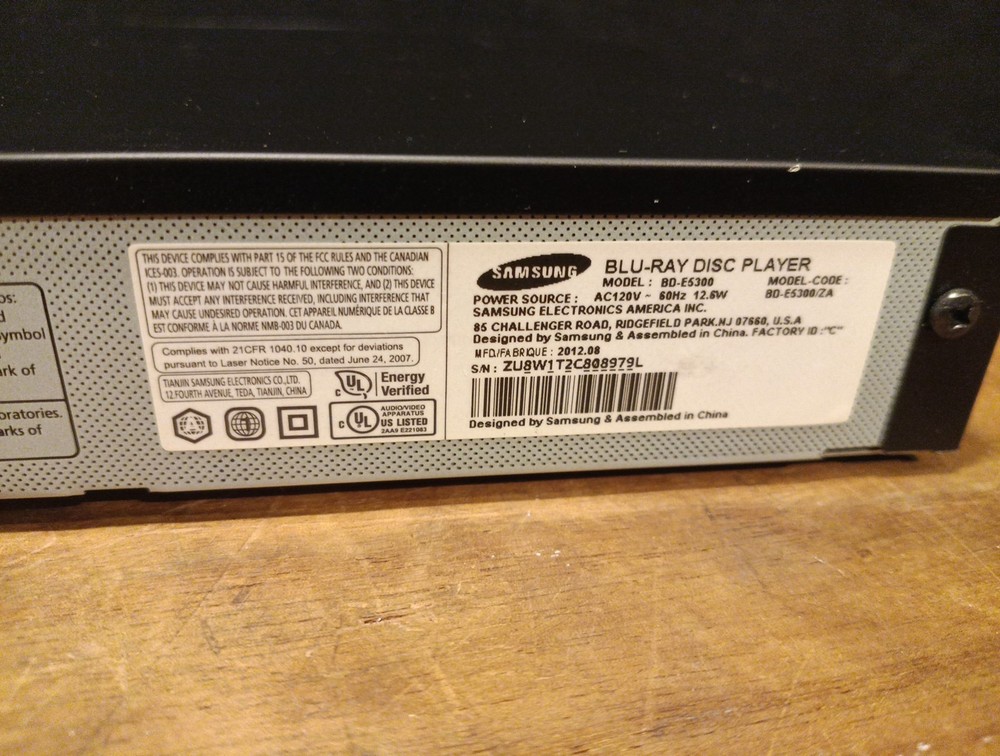 os:
d
symbol
rk of
oratories.
arks of
THIS DEVICE COMPLIES WITH PART 15 OF THE FCC RULES AND THE CANADIAN
ICES-003. OPERATION IS SUBJECT TO THE FOLLOWING TWO CONDITIONS:
(1) THIS DEVICE MAY NOT CAUSE HARMFUL INTERFERENCE, AND (2) THIS DEVICE
MUST ACCEPT ANY INTERFERENCE RECEIVED, INCLUDING INTERFERENCE THAT
MAY CAUSE UNDESIRED OPERATION. CET APPAREIL NUMÉRIQUE DE LA CLASSE B
EST CONFORME À LA NORME NMB-003 DU CANADA.
Complies with 21CFR 1040.10 except for deviations
pursuant to Laser Notice No. 50, dated June 24, 2007.
TIANJIN SAMSUNG ELECTRONICS CO.,LTD.
12.FOURTH AVENUE, TEDA, TIANJIN, CHINA
c UL Energy
Verified
c UL AUDIO/VIDEO
APPARATUS
US LISTED
2AA9 E221083
SAMSUNG BLU-RAY DISC PLAYER
MODEL : BD-E5300 MODEL-CODE :
POWER SOURCE : AC120V ~ 60Hz 12.6W BD-E5300/ZA
SAMSUNG ELECTRONICS AMERICA INC.
85 CHALLENGER ROAD, RIDGEFIELD PARK.NJ 07660, U.S.A
Designed by Samsung & Assembled in China. FACTORY ID :"C"
MFD/FABRIQUE : 2012.08
S/N : ZU8W1T2C808979L
Designed by Samsung & Assembled in China